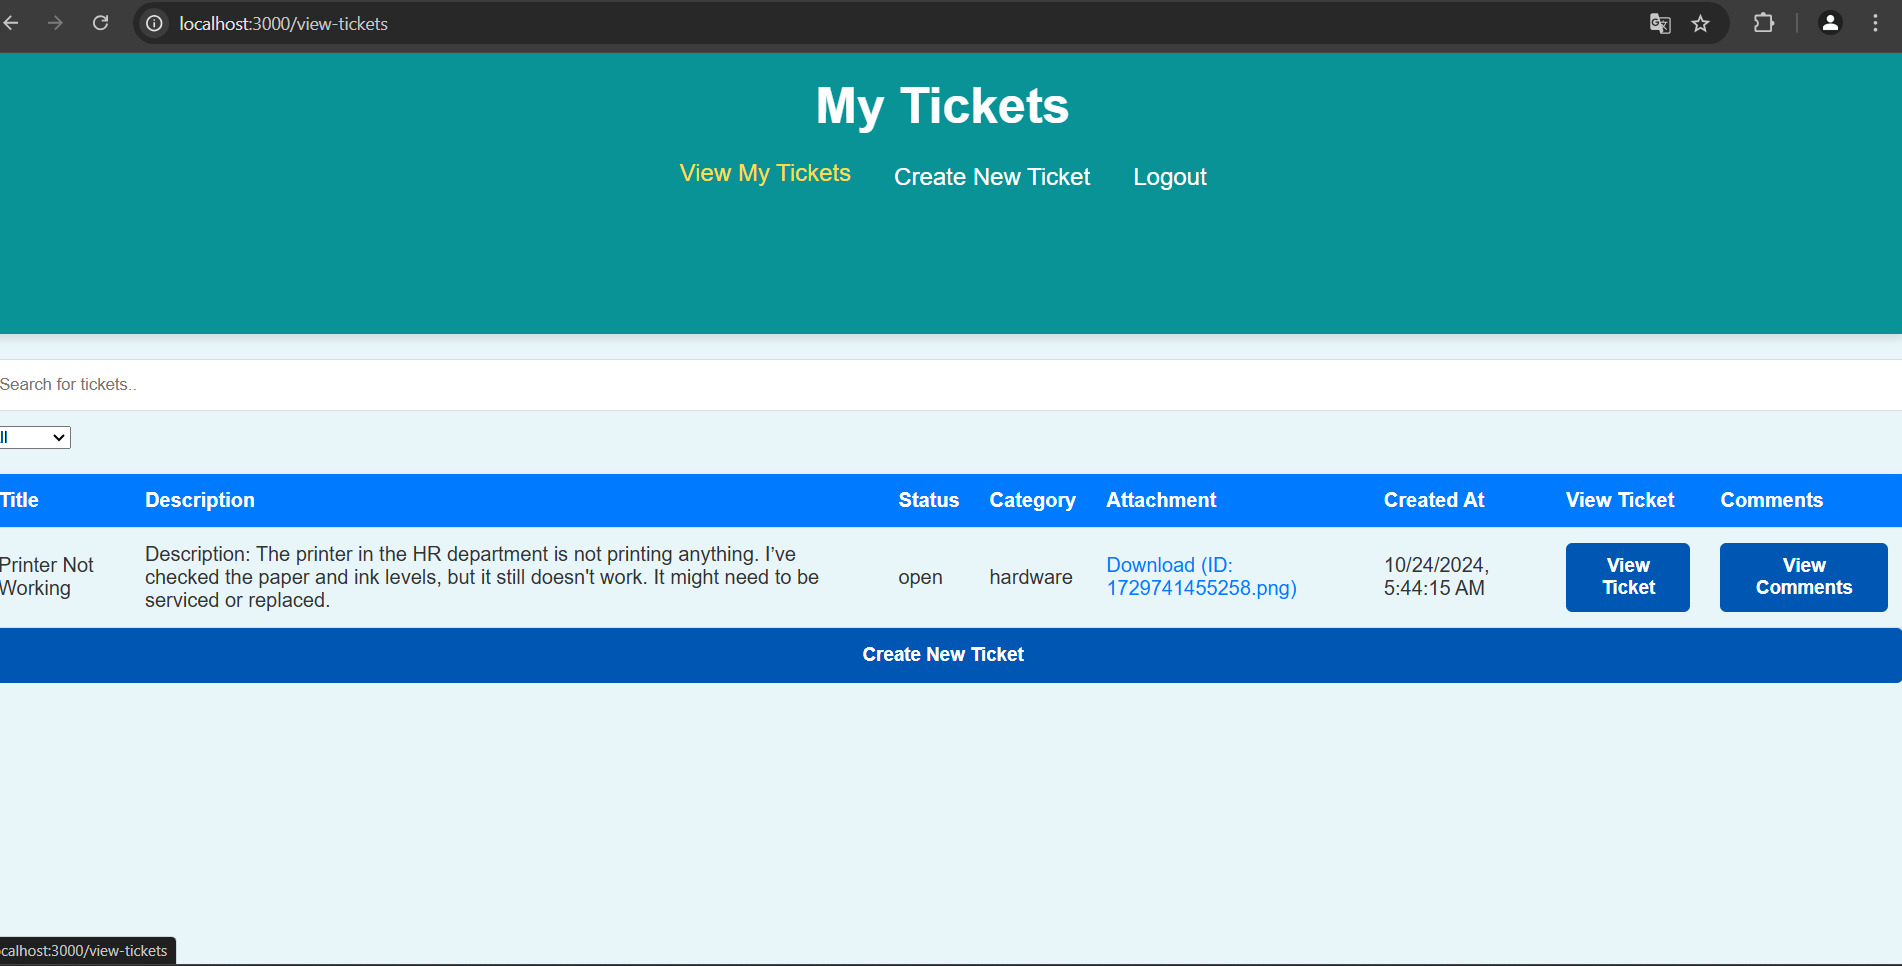 localhost:3000/view-tickets
My Tickets
View My Tickets Create New Ticket Logout
Search for tickets..
ll
Title Description Status Category Attachment Created At View Ticket Comments
Printer Not
Working
Description: The printer in the HR department is not printing anything. I’ve
checked the paper and ink levels, but it still doesn't work. It might need to be
serviced or replaced.
open
hardware
Download (ID:
1729741455258.png)
10/24/2024,
5:44:15 AM
View
Ticket
View
Comments
Create New Ticket
calhost:3000/view-tickets